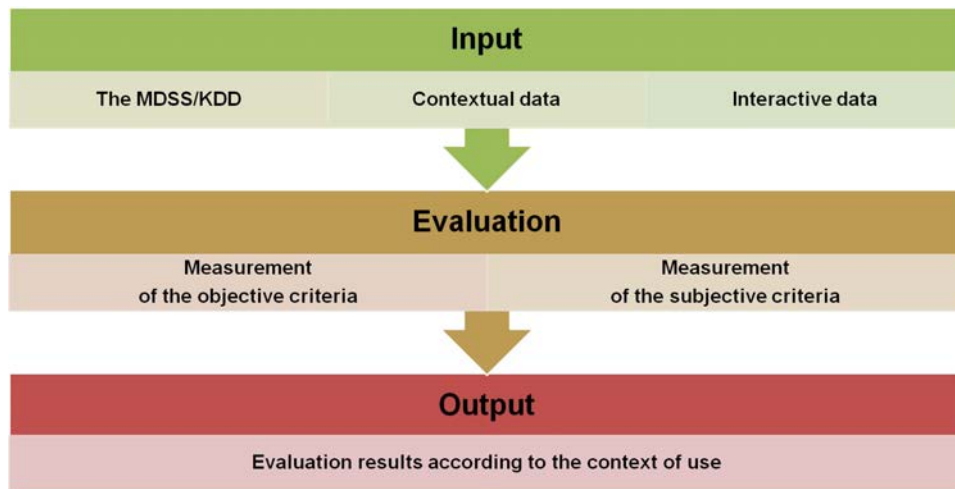 Input
The MDSS/KDD
Contextual data
Interactive data
Evaluation
Measurement
of the objective criteria
Measurement
of the subjective criteria
Output
Evaluation results according to the context of use